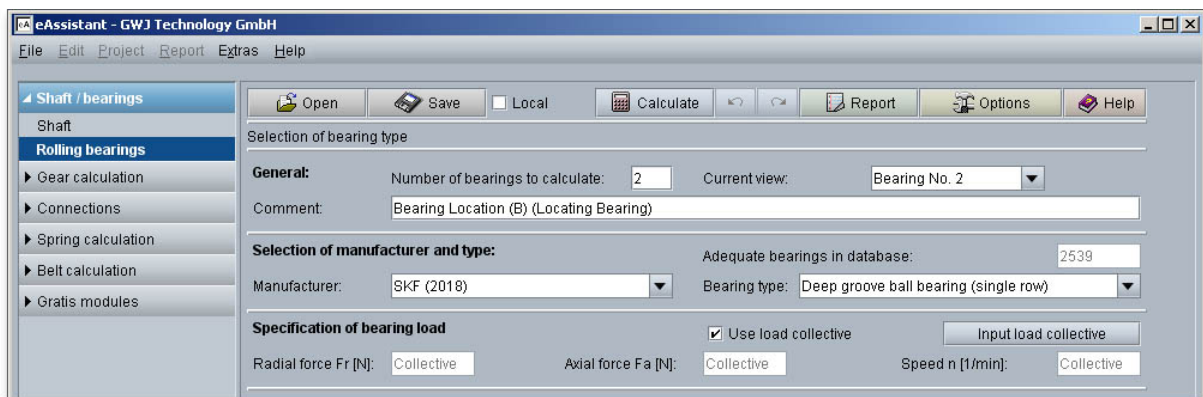 eAssistant - GWJ Technology GmbH
File Edit Project Report Extras Help
Shaft / bearings
Shaft
Rolling bearings
Gear calculation
Connections
Spring calculation
Belt calculation
Gratis modules
Open Save Local Calculate Report Options Help
Selection of bearing type
General: Number of bearings to calculate: 2 Current view: Bearing No. 2
Comment: Bearing Location (B) (Locating Bearing)
Selection of manufacturer and type: Adequate bearings in database: 2539
Manufacturer: SKF (2018) Bearing type: Deep groove ball bearing (single row)
Specification of bearing load Use load collective Input load collective
Radial force Fr [N]: Collective Axial force Fa [N]: Collective Speed n [1/min]: Collective